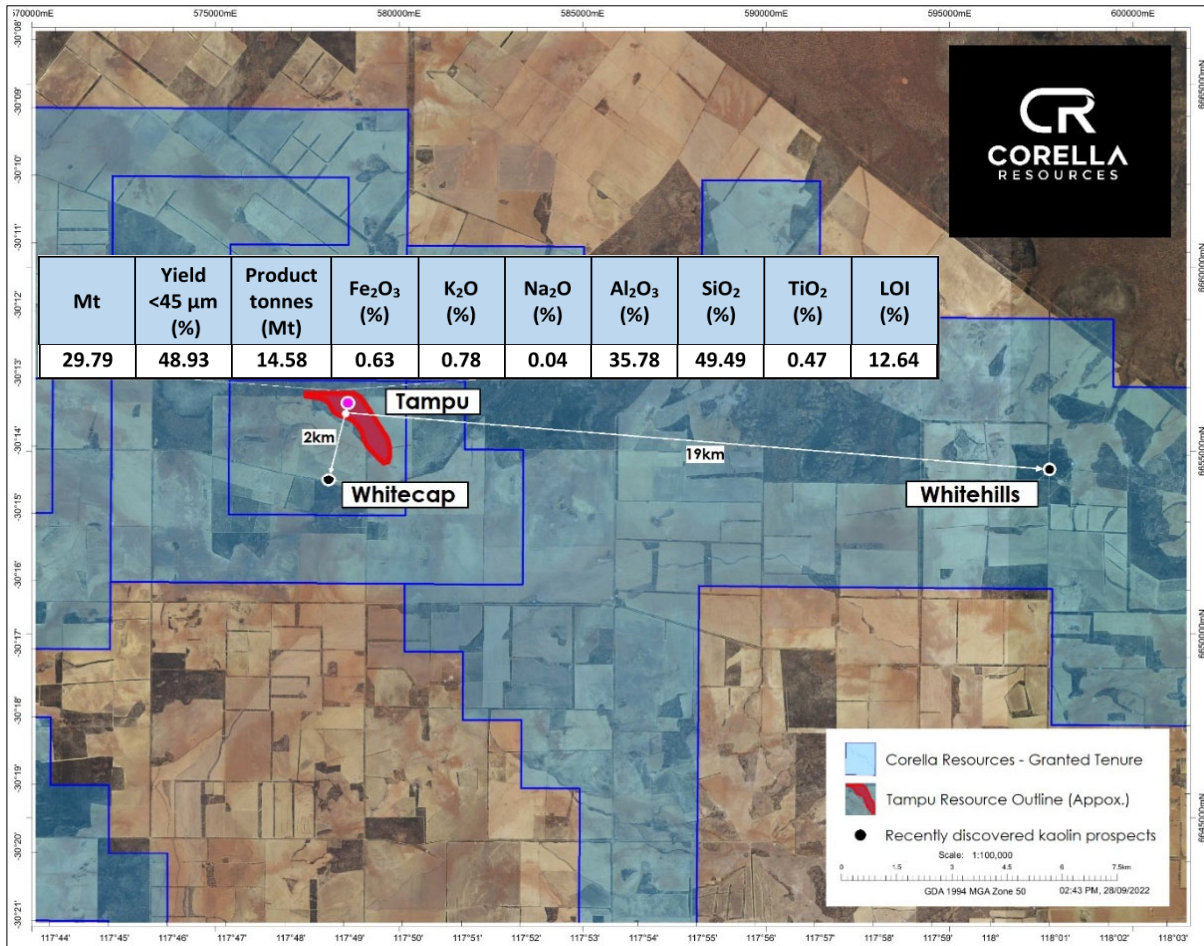 570000mE 575000mE 580000mE 585000mE 590000mE 595000mE 600000mE
-30°08'
-30°09'
-30°10'
-30°11'
-30°12'
-30°13'
-30°14'
-30°15'
-30°16'
-30°17'
-30°18'
-30°19'
-30°20'
-30°21'
6665000mN
6660000mN
6655000mN
6650000mN
6645000mN
CR
CORELLA
RESOURCES
Mt Yield <45 µm (%) Product tonnes (Mt) Fe₂O₃ (%) K₂O (%) Na₂O (%) Al₂O₃ (%) SiO₂ (%) TiO₂ (%) LOI (%)
29.79 48.93 14.58 0.63 0.78 0.04 35.78 49.49 0.47 12.64
Tampu
2km
19km
Whitecap
Whitehills
Corella Resources - Granted Tenure
Tampu Resource Outline (Appox.)
Recently discovered kaolin prospects
Scale: 1:100,000
0 1.5 3 4.5 6 7.5km
GDA 1994 MGA Zone 50 02:43 PM, 28/09/2022
117°44' 117°45' 117°46' 117°47' 117°48' 117°49' 117°50' 117°51' 117°52' 117°53' 117°54' 117°55' 117°56' 117°57' 117°58' 117°59' 118° 118°01' 118°02' 118°03'